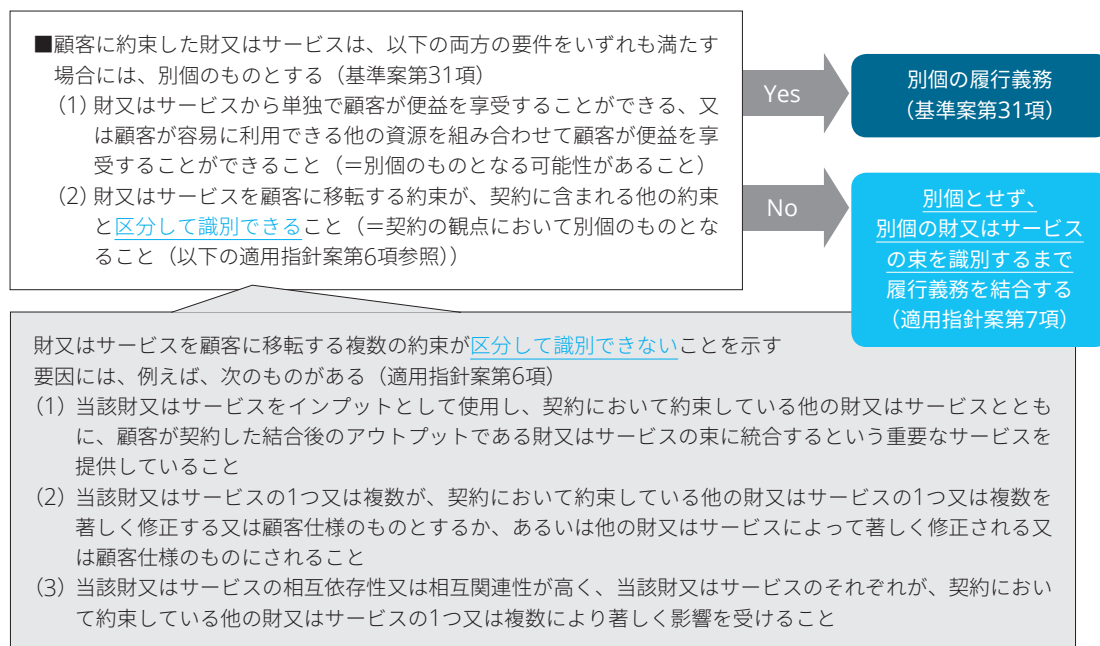 ■顧客に約束した財又はサービスは、以下の両方の要件をいずれも満たす
場合には、別個のものとする（基準案第31項）
(1) 財又はサービスから単独で顧客が便益を享受することができる、又
は顧客が容易に利用できる他の資源を組み合わせて顧客が便益を享
受することができること（＝別個のものとなる可能性があること）
(2) 財又はサービスを顧客に移転する約束が、契約に含まれる他の約束
と区分して識別できること（＝契約の観点において別個のものとな
ること（以下の適用指針案第6項参照））
Yes
別個の履行義務
（基準案第31項）
No
別個とせず、
別個の財又はサービス
の束を識別するまで
履行義務を結合する
（適用指針案第7項）
財又はサービスを顧客に移転する複数の約束が区分して識別できないことを示す
要因には、例えば、次のものがある（適用指針案第6項）
(1) 当該財又はサービスをインプットとして使用し、契約において約束している他の財又はサービスととも
に、顧客が契約した結合後のアウトプットである財又はサービスの束に統合するという重要なサービスを
提供していること
(2) 当該財又はサービスの1つ又は複数が、契約において約束している他の財又はサービスの1つ又は複数を
著しく修正する又は顧客仕様のものとするか、あるいは他の財又はサービスによって著しく修正される又
は顧客仕様のものにされること
(3) 当該財又はサービスの相互依存性又は相互関連性が高く、当該財又はサービスのそれぞれが、契約におい
て約束している他の財又はサービスの1つ又は複数により著しく影響を受けること